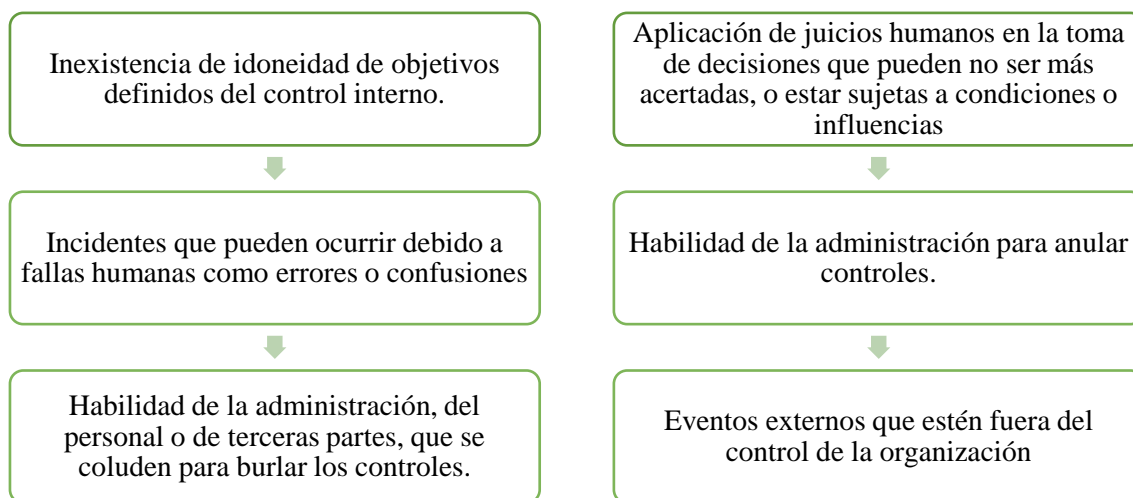 Inexistencia de idoneidad de objetivos
definidos del control interno.
Incidentes que pueden ocurrir debido a
fallas humanas como errores o confusiones
Habilidad de la administración, del
personal o de terceras partes, que se
coluden para burlar los controles.
Aplicación de juicios humanos en la toma
de decisiones que pueden no ser más
acertadas, o estar sujetas a condiciones o
influencias
Habilidad de la administración para anular
controles.
Eventos externos que estén fuera del
control de la organización